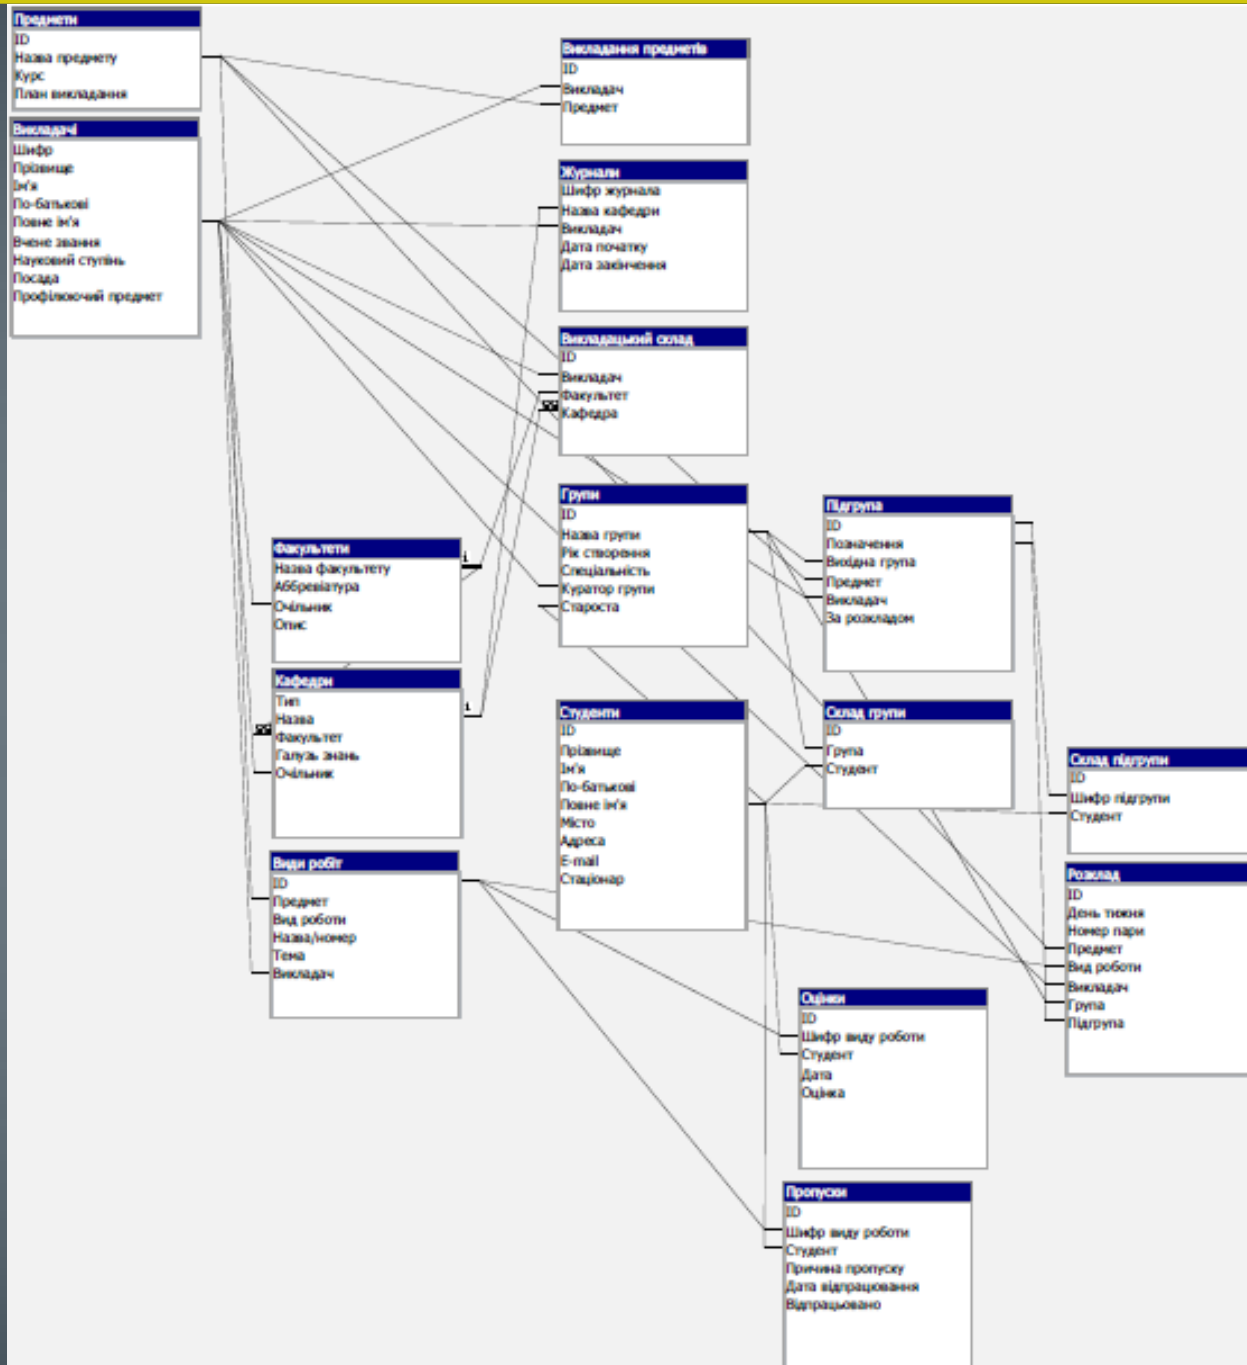 Предмети
ID
Назва предмету
Курс
План викладання
Викладачі
Шифр
Прізвище
Ім'я
По-батькові
Повне ім'я
Вчене звання
Науковий ступінь
Посада
Профілюючий предмет
Викладання предметів
ID
Викладач
Предмет
Журнали
Шифр журнала
Назва кафедри
Викладач
Дата початку
Дата закінчення
Викладацький склад
ID
Викладач
Факультет
Кафедра
Групи
ID
Назва групи
Рік створення
Спеціальність
Куратор групи
Староста
Підгрупа
ID
Позначення
Вихідна група
Предмет
Викладач
За розкладом
Факультети
Назва факультету
Аббревіатура
Очільник
Опис
1
Кафедри
Тип
Назва
Факультет
Галузь знань
Очільник
1
Студенти
ID
Прізвище
Ім'я
По-батькові
Повне ім'я
Місто
Адреса
E-mail
Стаціонар
Склад групи
ID
Група
Студент
Склад підгрупи
ID
Шифр підгрупи
Студент
Види робіт
ID
Предмет
Вид роботи
Назва/номер
Тема
Викладач
Розклад
ID
День тижня
Номер пари
Предмет
Вид роботи
Викладач
Група
Підгрупа
Оцінки
ID
Шифр виду роботи
Студент
Дата
Оцінка
Пропуски
ID
Шифр виду роботи
Студент
Причина пропуску
Дата відпрацювання
Відпрацьовано